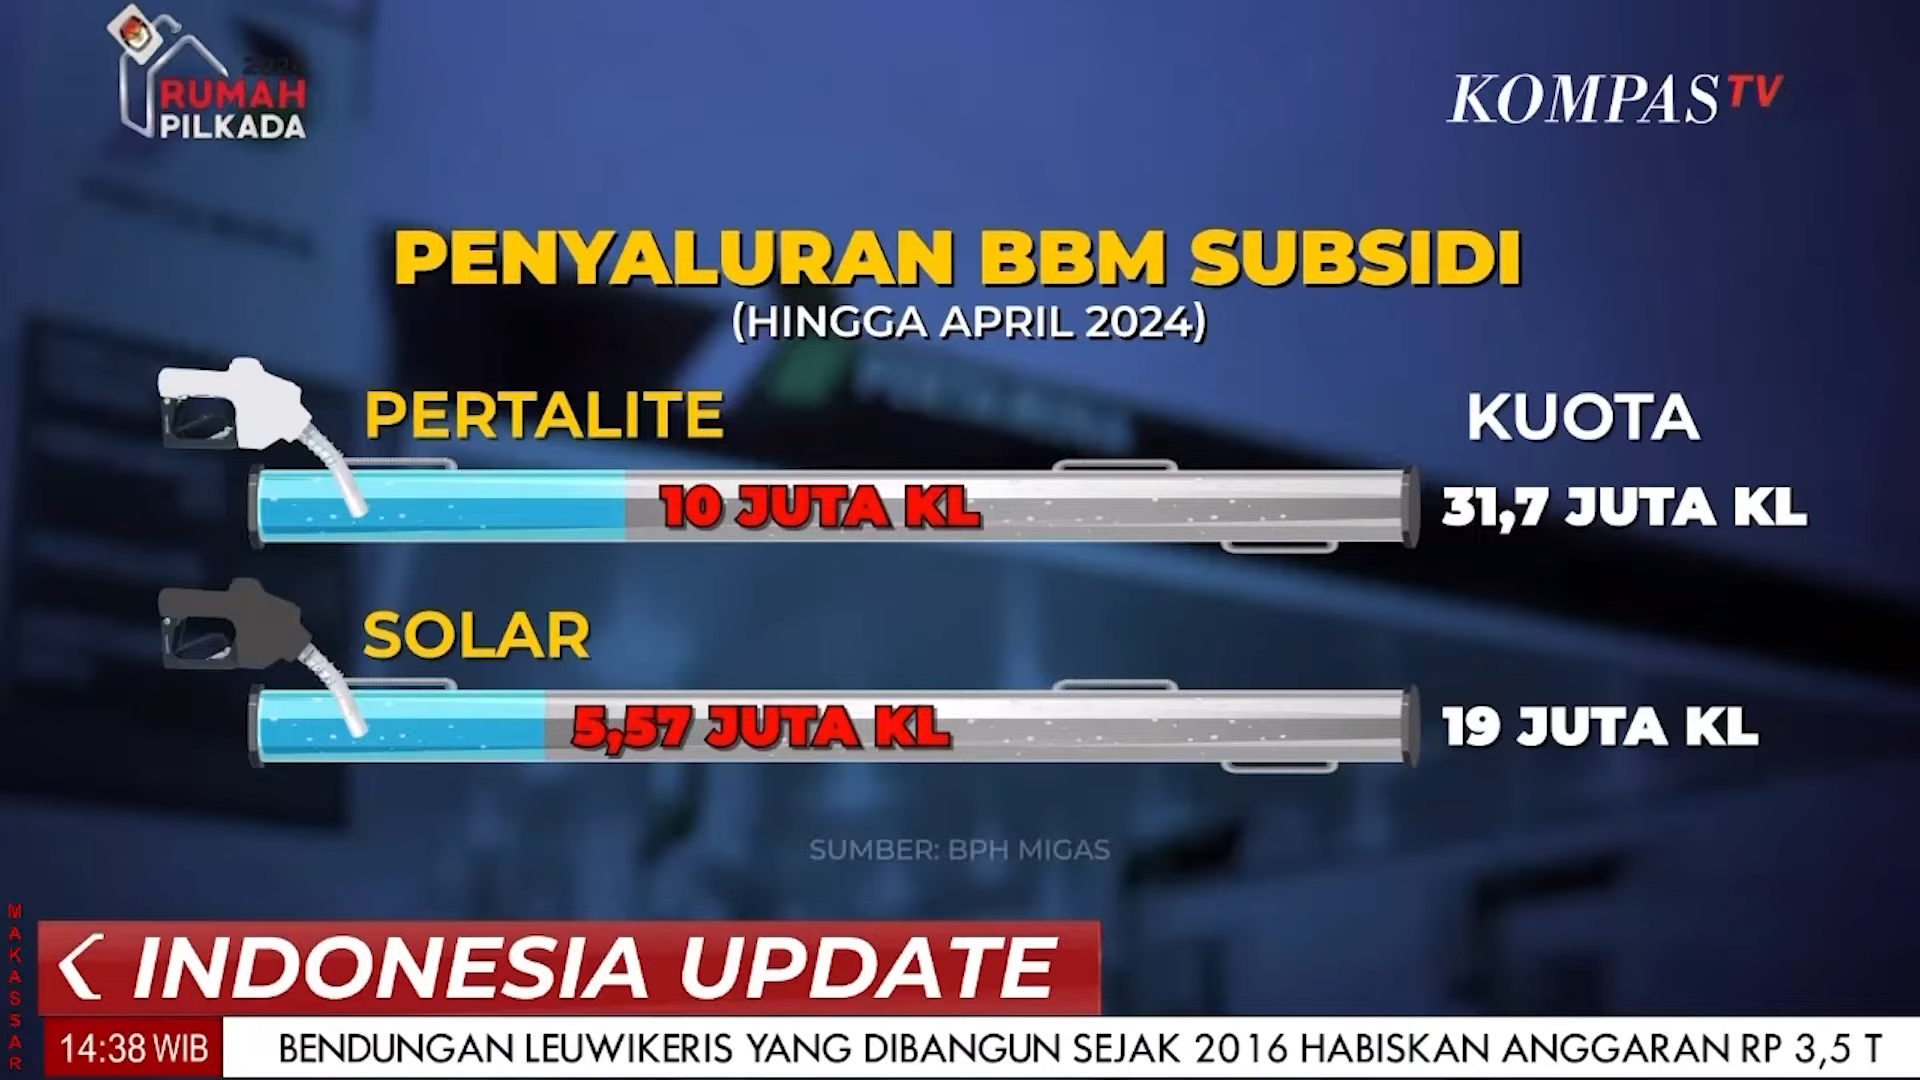 RUMAH
PILKADA
KOMPAS TV
PENYALURAN BBM SUBSIDI
(HINGGA APRIL 2024)
PERTALITE
KUOTA
10 JUTA KL
31,7 JUTA KL
SOLAR
5,57 JUTA KL
19 JUTA KL
SUMBER: BPH MIGAS
MAKASSAR
INDONESIA UPDATE
14:38 WIB
BENDUNGAN LEUWIKERIS YANG DIBANGUN SEJAK 2016 HABISKAN ANGGARAN RP 3,5 T